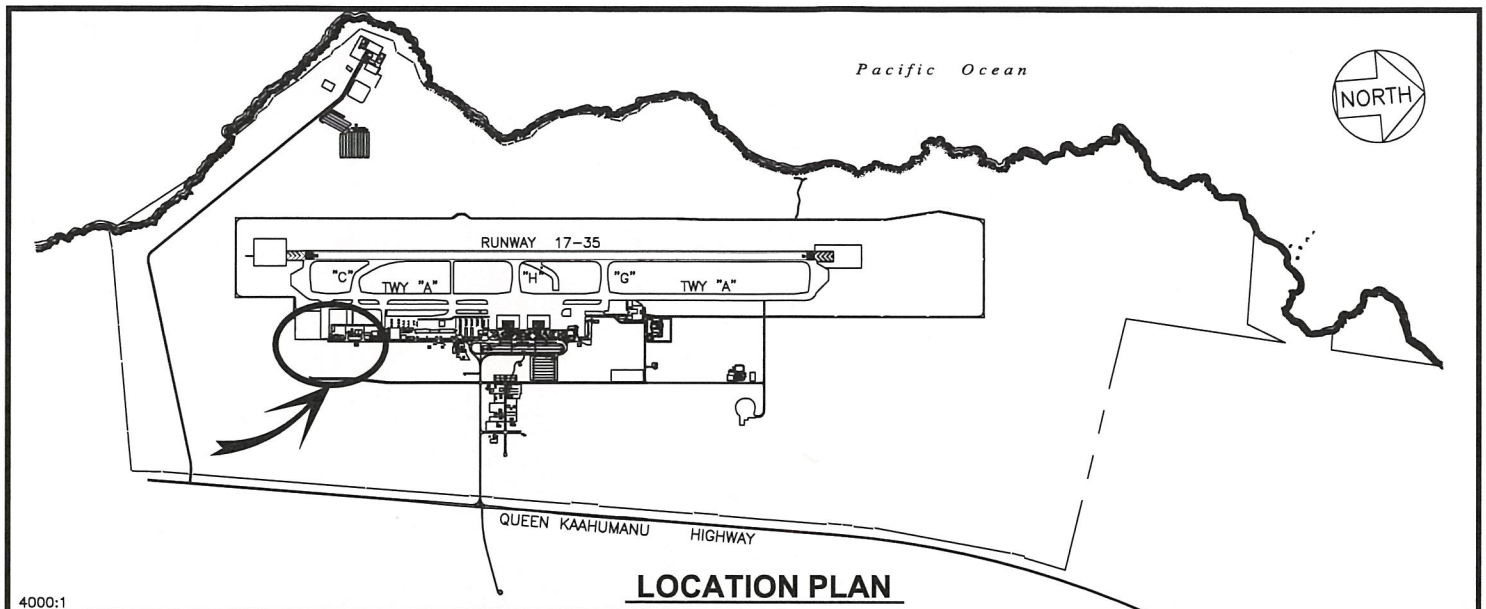 Pacific Ocean
NORTH
RUNWAY 17-35
"C"
TWY "A"
"H"
"G"
TWY "A"
QUEEN KAAHUMANU HIGHWAY
LOCATION PLAN
4000:1